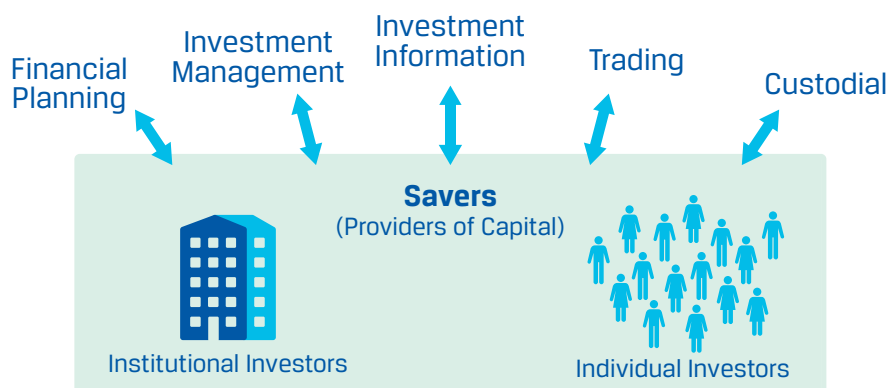 Financial
Planning
Investment
Management
Investment
Information
Trading
Custodial
Savers
(Providers of Capital)
Institutional Investors
Individual Investors